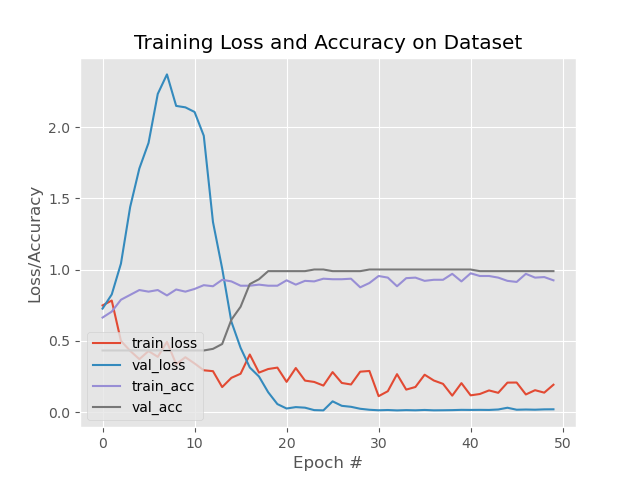 Training Loss and Accuracy on Dataset
Loss/Accuracy
2.0
1.5
1.0
0.5
0.0
train_loss
val_loss
train_acc
val_acc
0 10 20 30 40 50
Epoch #